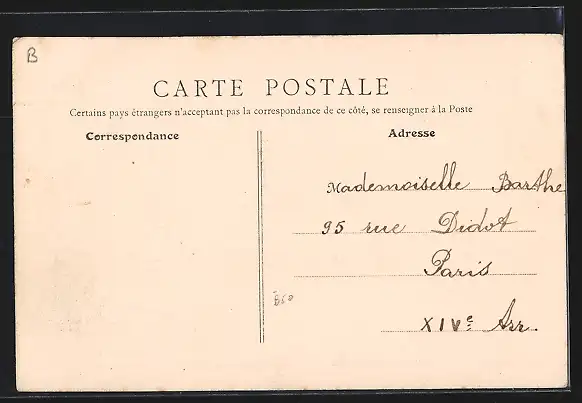 B
CARTE POSTALE
Certains pays étrangers n'acceptant pas la correspondance de ce côté, se renseigner à la Poste
Correspondance
Adresse
Mademoiselle Barthe
95 rue Didot
Paris
XIVe Arr.